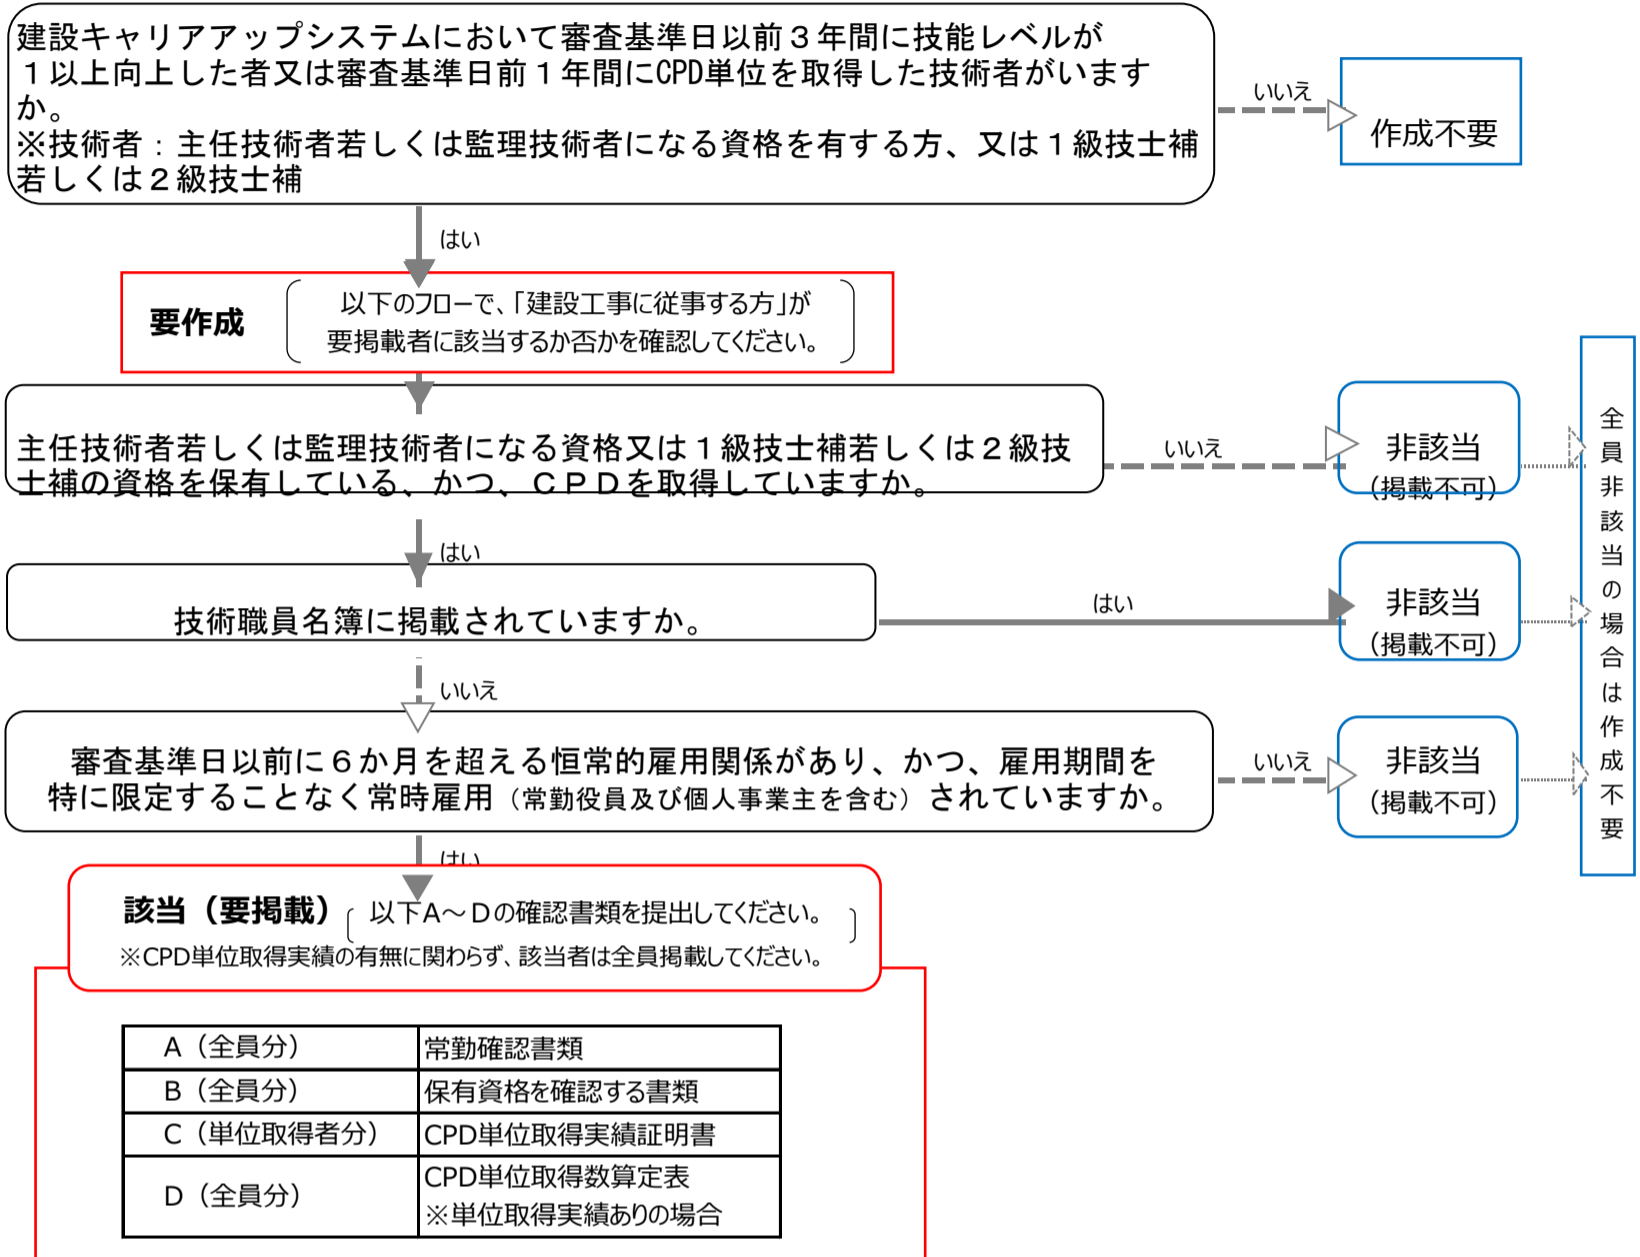 建設キャリアアップシステムにおいて審査基準日以前３年間に技能レベルが
１以上向上した者又は審査基準日前１年間にCPD単位を取得した技術者がいます
か。
※技術者：主任技術者若しくは監理技術者になる資格を有する方、又は１級技士補
若しくは２級技士補
いいえ
作成不要
はい
要作成
以下のフローで、「建設工事に従事する方」が
要掲載者に該当するか否かを確認してください。
主任技術者若しくは監理技術者になる資格又は１級技士補若しくは２級技
士補の資格を保有している、かつ、ＣＰＤを取得していますか。
いいえ
非該当
（掲載不可）
はい
技術職員名簿に掲載されていますか。
はい
非該当
（掲載不可）
いいえ
審査基準日以前に６か月を超える恒常的雇用関係があり、かつ、雇用期間を
特に限定することなく常時雇用（常勤役員及び個人事業主を含む）されていますか。
いいえ
非該当
（掲載不可）
全員非該当の場合は作成不要
はい
該当（要掲載） 以下A～Dの確認書類を提出してください。
※CPD単位取得実績の有無に関わらず、該当者は全員掲載してください。
A（全員分） 常勤確認書類
B（全員分） 保有資格を確認する書類
C（単位取得者分） CPD単位取得実績証明書
D（全員分） CPD単位取得数算定表
※単位取得実績ありの場合